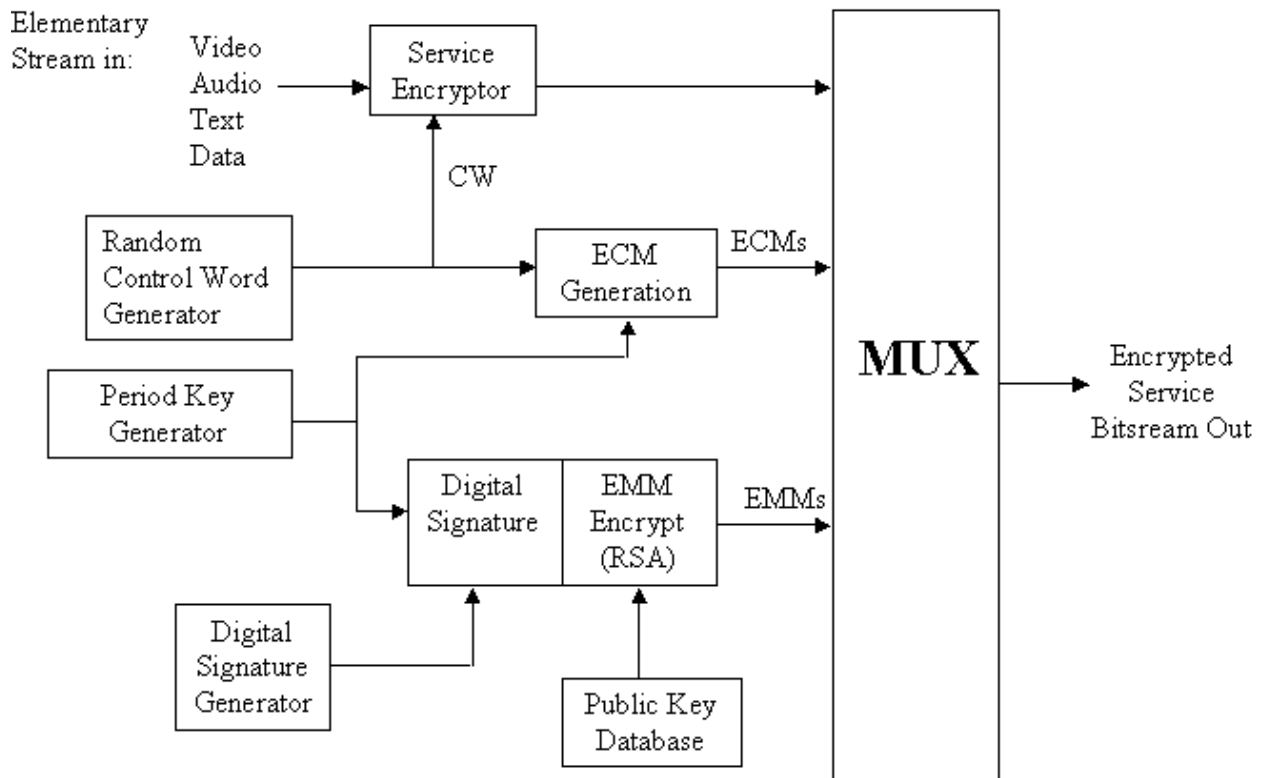 Elementary
Stream in:
Video
Audio
Text
Data
Service
Encryptor
CW
Random
Control Word
Generator
ECM
Generation
ECMs
Period Key
Generator
MUX
Encrypted
Service
Bitsream Out
Digital
Signature
EMM
Encrypt
(RSA)
EMMs
Digital
Signature
Generator
Public Key
Database